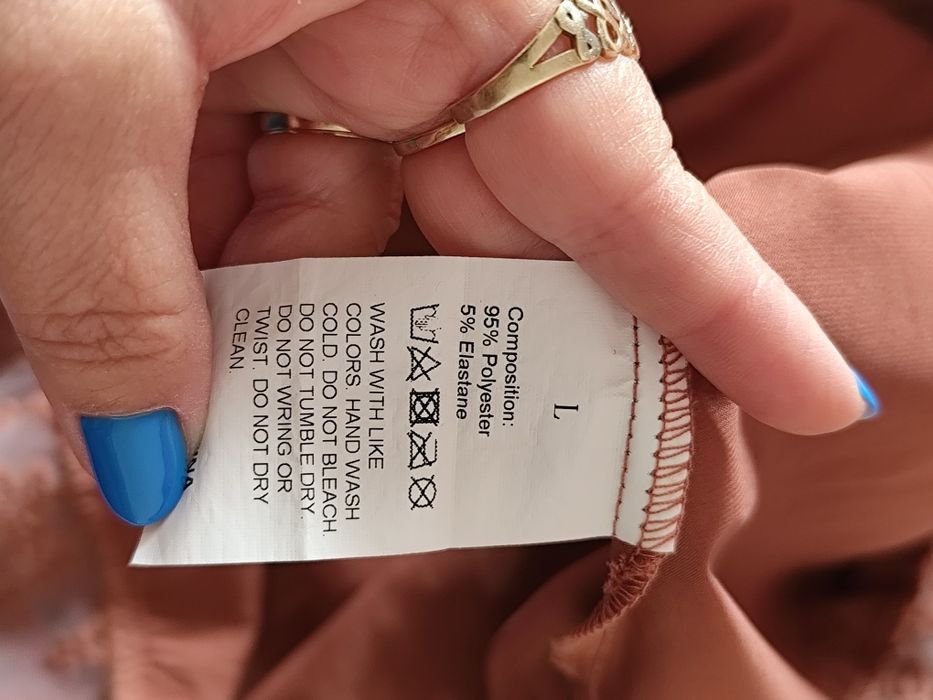 L
Composition:
95% Polyester
5% Elastane
WASH WITH LIKE
COLORS. HAND WASH
COLD. DO NOT BLEACH.
DO NOT TUMBLE DRY.
DO NOT WRING OR
TWIST. DO NOT DRY
CLEAN.